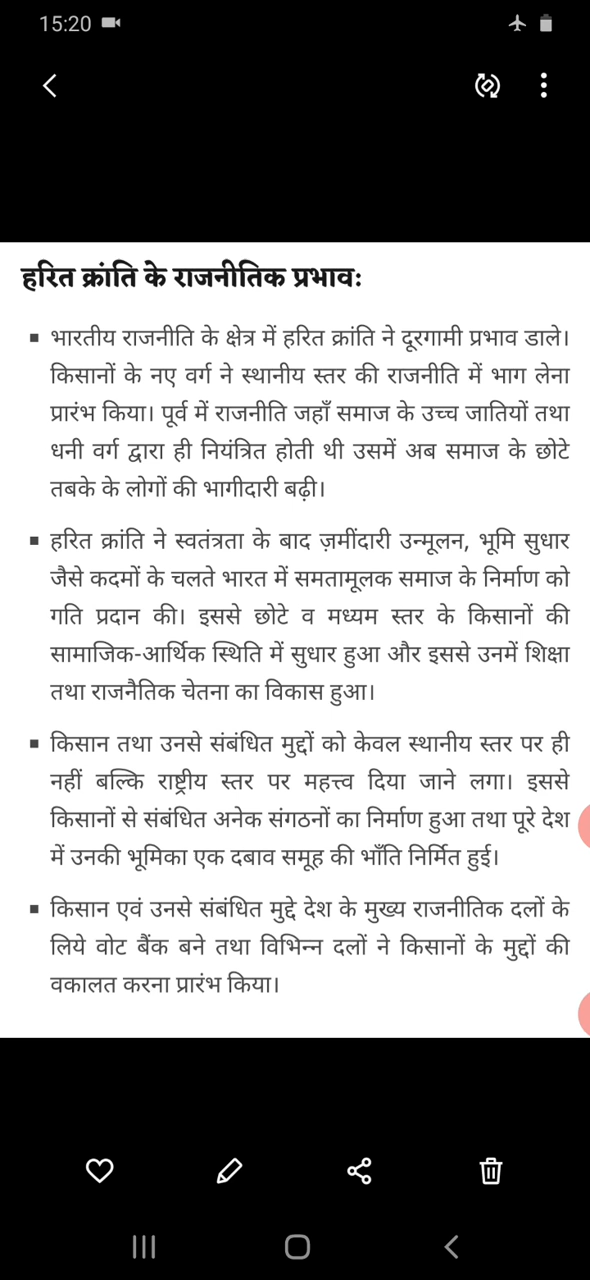 15:20
हरित क्रांति के राजनीतिक प्रभावः
▪ भारतीय राजनीति के क्षेत्र में हरित क्रांति ने दूरगामी प्रभाव डाले।
किसानों के नए वर्ग ने स्थानीय स्तर की राजनीति में भाग लेना
प्रारंभ किया। पूर्व में राजनीति जहाँ समाज के उच्च जातियों तथा
धनी वर्ग द्वारा ही नियंत्रित होती थी उसमें अब समाज के छोटे
तबके के लोगों की भागीदारी बढ़ी।
▪ हरित क्रांति ने स्वतंत्रता के बाद ज़मींदारी उन्मूलन, भूमि सुधार
जैसे कदमों के चलते भारत में समतामूलक समाज के निर्माण को
गति प्रदान की। इससे छोटे व मध्यम स्तर के किसानों की
सामाजिक-आर्थिक स्थिति में सुधार हुआ और इससे उनमें शिक्षा
तथा राजनैतिक चेतना का विकास हुआ।
▪ किसान तथा उनसे संबंधित मुद्दों को केवल स्थानीय स्तर पर ही
नहीं बल्कि राष्ट्रीय स्तर पर महत्त्व दिया जाने लगा। इससे
किसानों से संबंधित अनेक संगठनों का निर्माण हुआ तथा पूरे देश
में उनकी भूमिका एक दबाव समूह की भाँति निर्मित हुई।
▪ किसान एवं उनसे संबंधित मुद्दे देश के मुख्य राजनीतिक दलों के
लिये वोट बैंक बने तथा विभिन्न दलों ने किसानों के मुद्दों की
वकालत करना प्रारंभ किया।